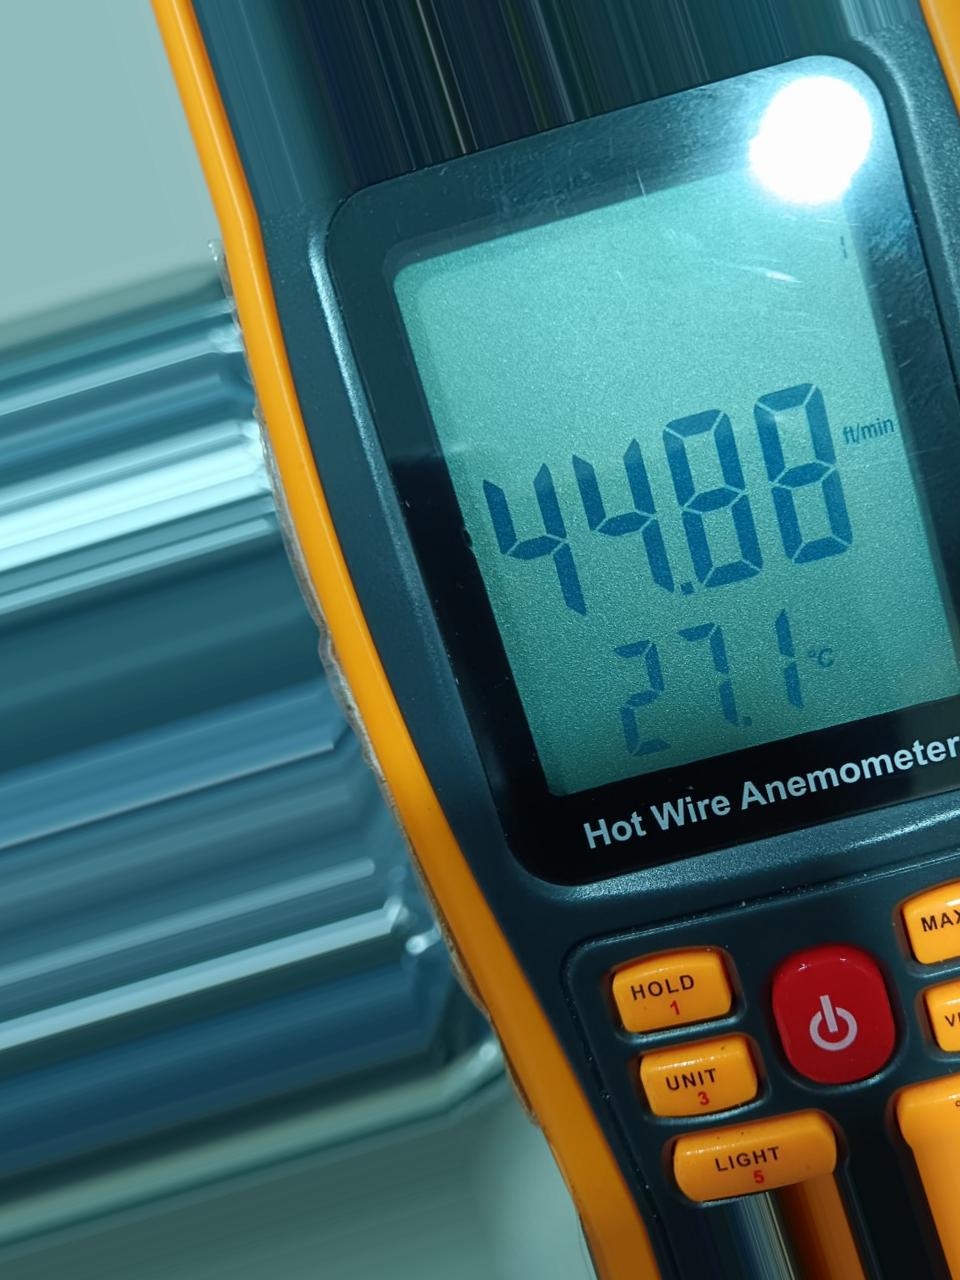 44.88 ft/min
27.1 °C
Hot Wire Anemometer
HOLD
1
UNIT
3
LIGHT
5